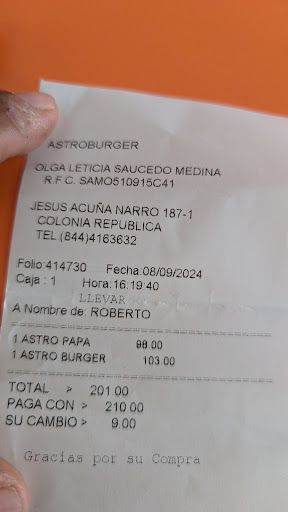 ASTROBURGER
OLGA LETICIA SAUCEDO MEDINA
R.F.C. SAMO510915C41
JESUS ACUÑA NARRO 187-1
COLONIA REPUBLICA
TEL.(844)4163632
Folio:414730 Fecha:08/09/2024
Caja : 1 Hora:16:19:40
LLEVAR
A Nombre de: ROBERTO
1 ASTRO PAPA 98.00
1 ASTRO BURGER 103.00
TOTAL > 201.00
PAGA CON > 210.00
SU CAMBIO > 9.00
Gracias por su Compra